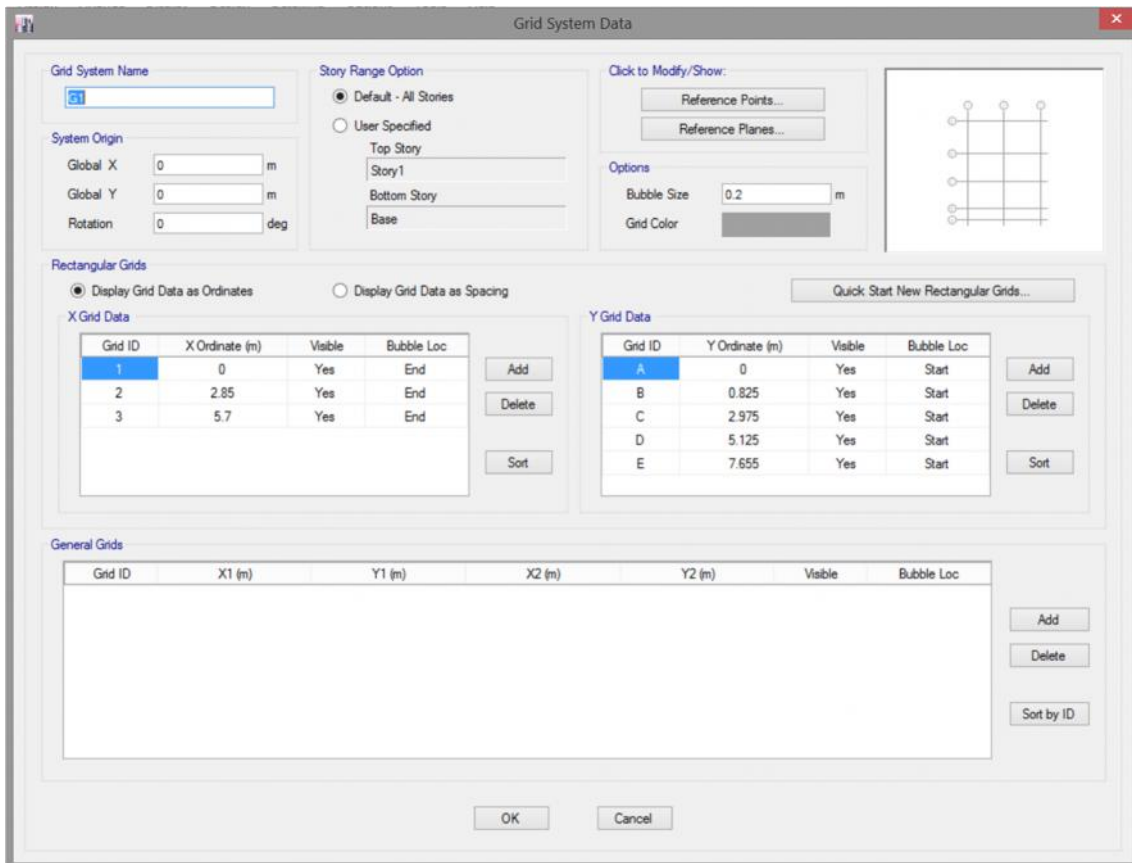 Grid System Data
Grid System Name
G1
System Origin
Global X 0 m
Global Y 0 m
Rotation 0 deg
Story Range Option
Default - All Stories
User Specified
Top Story
Story1
Bottom Story
Base
Click to Modify/Show:
Reference Points...
Reference Planes...
Options
Bubble Size 0.2 m
Grid Color
Rectangular Grids
Display Grid Data as Ordinates Display Grid Data as Spacing Quick Start New Rectangular Grids...
X Grid Data
Grid ID X Ordinate (m) Visible Bubble Loc
1 0 Yes End
2 2.85 Yes End
3 5.7 Yes End
Add
Delete
Sort
Y Grid Data
Grid ID Y Ordinate (m) Visible Bubble Loc
A 0 Yes Start
B 0.825 Yes Start
C 2.975 Yes Start
D 5.125 Yes Start
E 7.655 Yes Start
Add
Delete
Sort
General Grids
Grid ID X1 (m) Y1 (m) X2 (m) Y2 (m) Visible Bubble Loc
Add
Delete
Sort by ID
OK Cancel